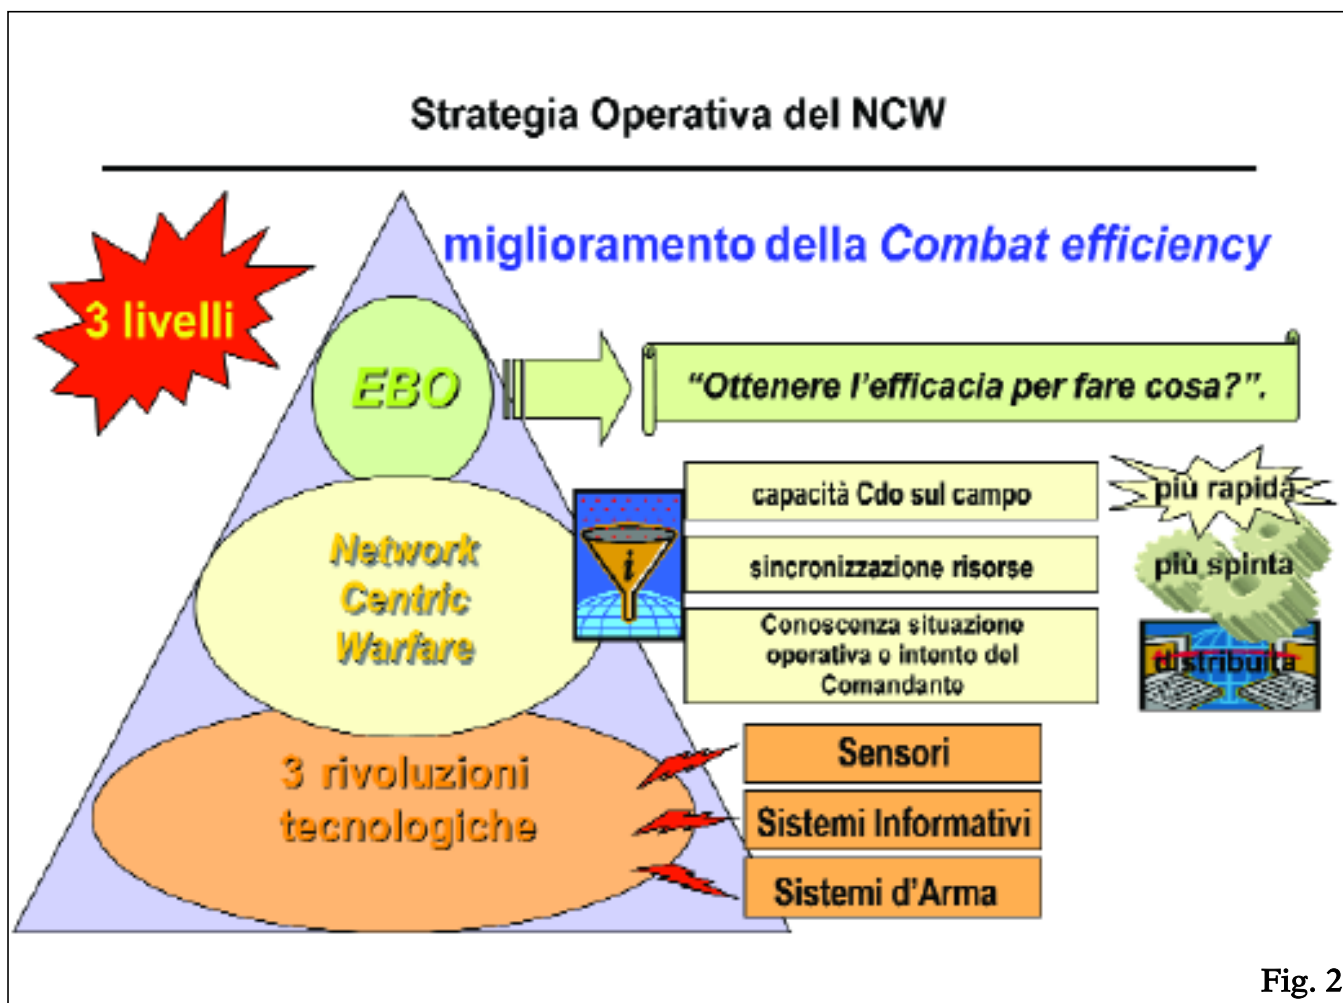 Strategia Operativa del NCW
miglioramento della Combat efficiency
3 livelli
EBO
“Ottenere l’efficacia per fare cosa?”.
Network
Centric
Warfare
i
capacità Cdo sul campo
più rapida
sincronizzazione risorse
più spinta
Conoscenza situazione
operativa e intento del
Comandante
distribuita
3 rivoluzioni
tecnologiche
Sensori
Sistemi Informativi
Sistemi d’Arma
Fig. 2